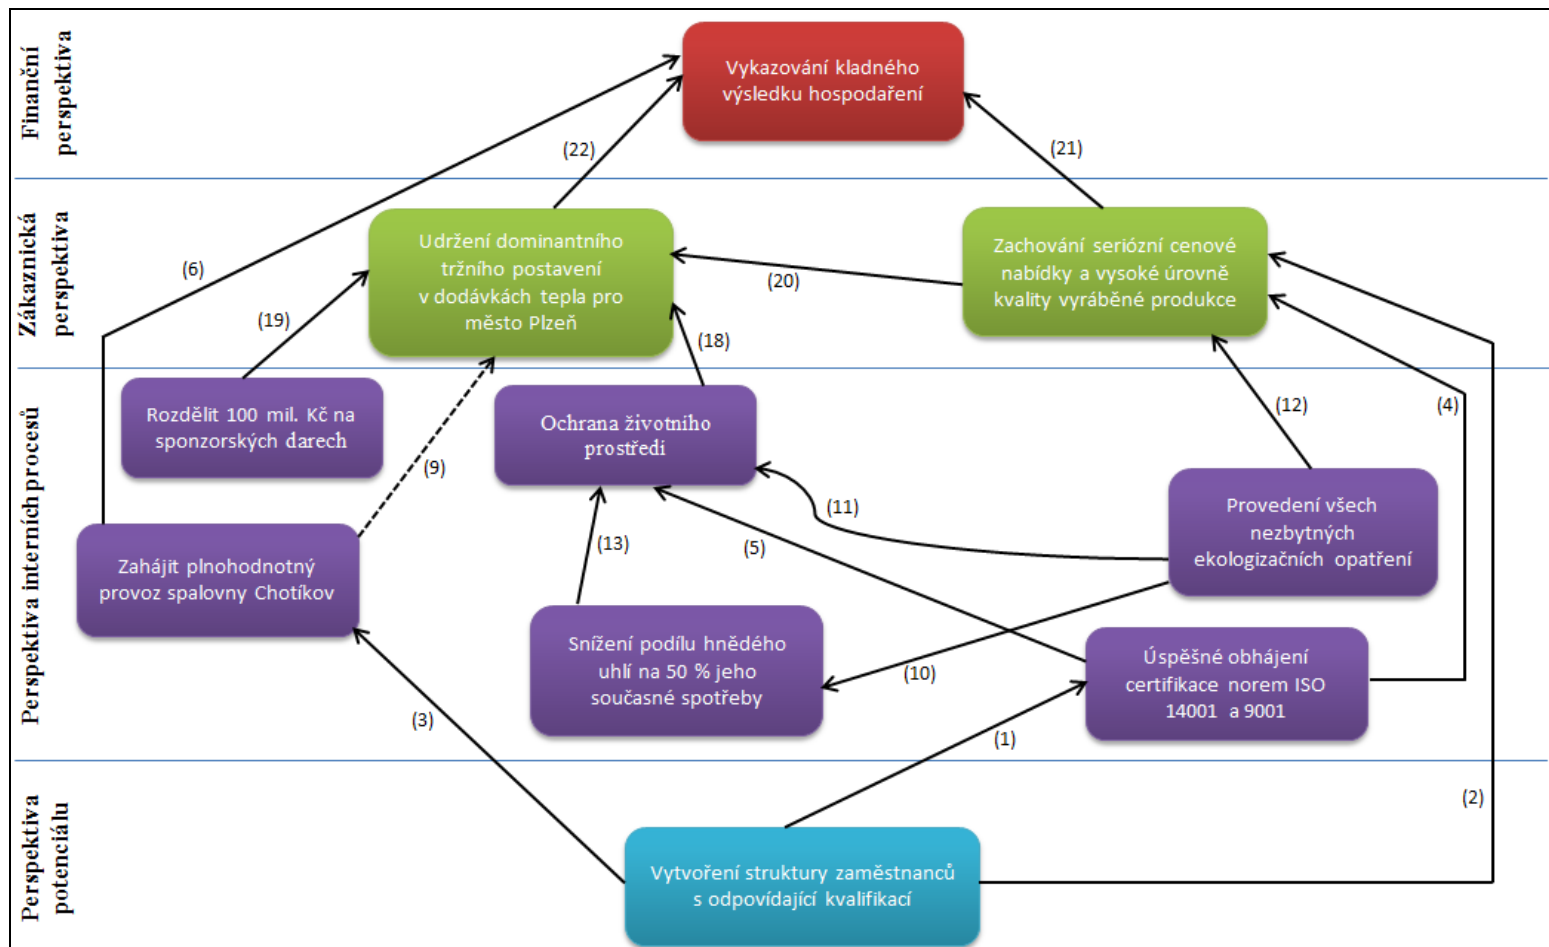 Finanční
perspektiva
Vykazování kladného
výsledku hospodaření
(22)
(21)
Zákaznická
perspektiva
Udržení dominantního
tržního postavení
v dodávkách tepla pro
město Plzeň
Zachování seriózní cenové
nabídky a vysoké úrovně
kvality vyráběné produkce
(6)
(20)
(19)
(18)
Perspektiva interních procesů
Rozdělit 100 mil. Kč na
sponzorských darech
Ochrana životního
prostředi
(12)
(4)
(9)
(11)
(13)
(5)
Provedení všech
nezbytných
ekologizačních opatření
Zahájit plnohodnotný
provoz spalovny Chotíkov
Snížení podílu hnědého
uhlí na 50 % jeho
současné spotřeby
(10)
Úspěšné obhájení
certifikace norem ISO
14001 a 9001
(3)
(1)
Perspektiva
potenciálu
(2)
Vytvoření struktury zaměstnanců
s odpovídající kvalifikací